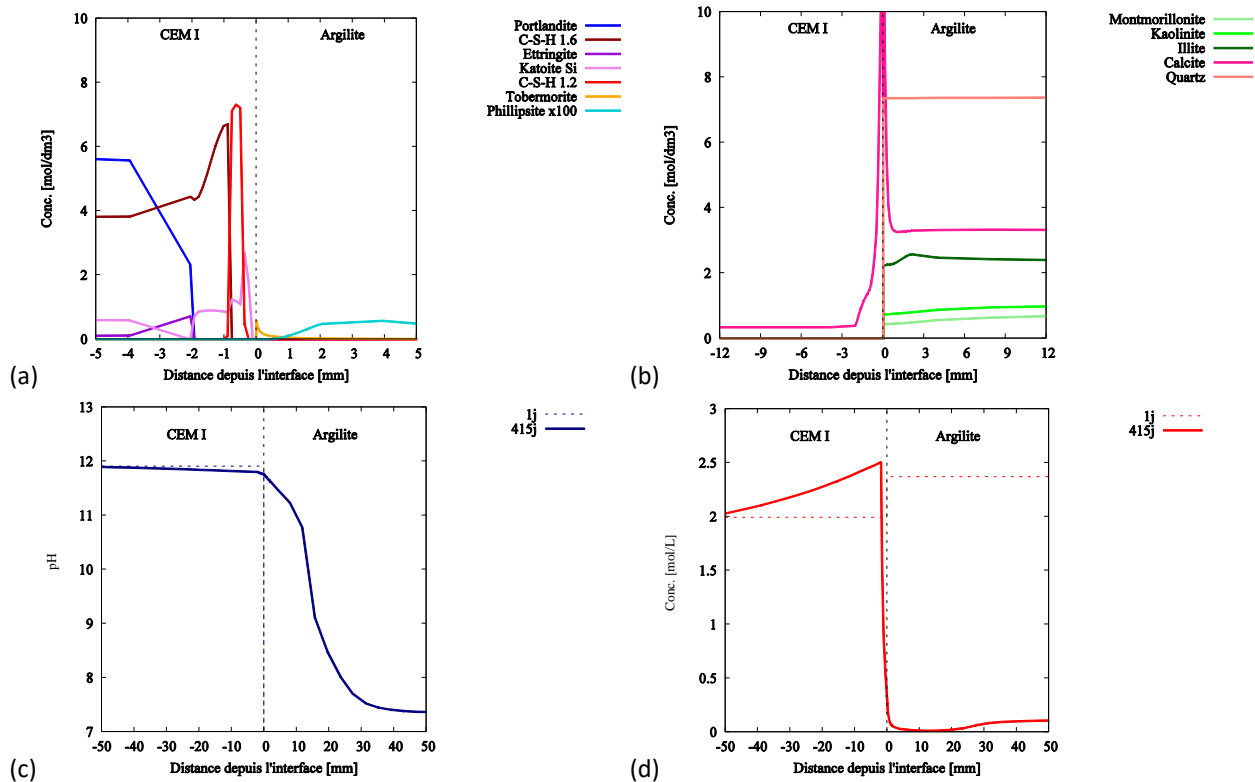 CEM I
Argilite
Portlandite
C-S-H 1.6
Ettringite
Katoite Si
C-S-H 1.2
Tobermorite
Phillipsite x100
Conc. [mol/dm3]
10
8
6
4
2
0
-5 -4 -3 -2 -1 0 1 2 3 4 5
Distance depuis l'interface [mm]
(a)
CEM I
Argilite
Montmorillonite
Kaolinite
Illite
Calcite
Quartz
Conc. [mol/dm3]
10
8
6
4
2
0
-12 -9 -6 -3 0 3 6 9 12
Distance depuis l'interface [mm]
(b)
CEM I
Argilite
1j
415j
pH
13
12
11
10
9
8
7
-50 -40 -30 -20 -10 0 10 20 30 40 50
Distance depuis l'interface [mm]
(c)
CEM I
Argilite
1j
415j
Conc. [mol/L]
3
2.5
2
1.5
1
0.5
0
-50 -40 -30 -20 -10 0 10 20 30 40 50
Distance depuis l'interface [mm]
(d)